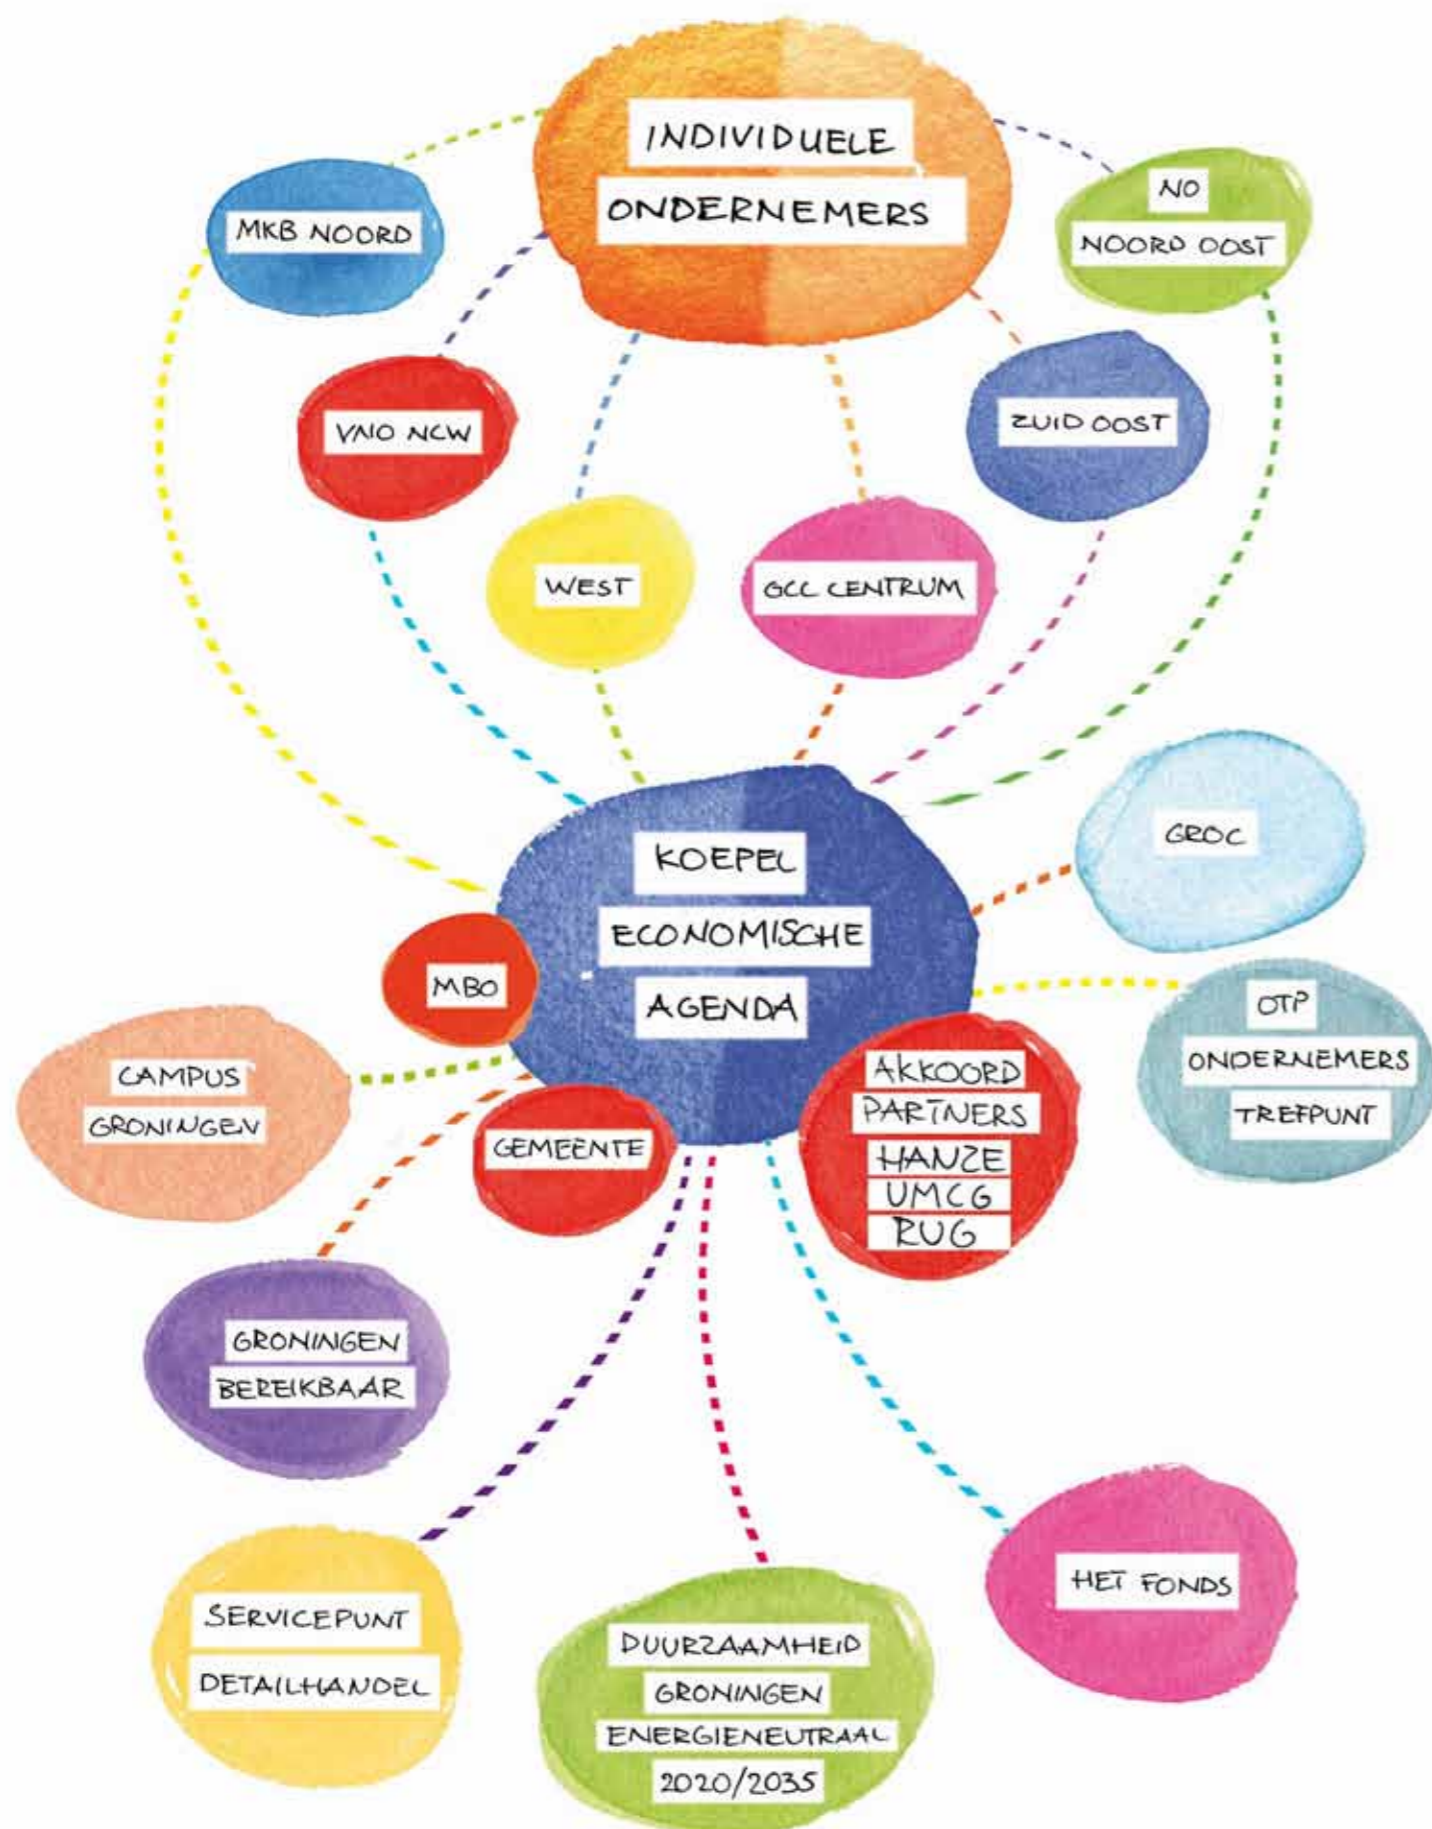 INDIVIDUELE
ONDERNEMERS
MKB NOORD
NO
NOORD OOST
VNO NCW
ZUID OOST
WEST
GCC CENTRUM
KOEPEL
ECONOMISCHE
AGENDA
GROC
MBO
OTP
ONDERNEMERS
TREFPUNT
CAMPUS
GRONINGEN
GEMEENTE
AKKOORD
PARTNERS
HANZE
UMCG
RUG
GRONINGEN
BEREIKBAAR
HET FONDS
SERVICEPUNT
DETAILHANDEL
DUURZAAMHEID
GRONINGEN
ENERGIENEUTRAAL
2020/2035